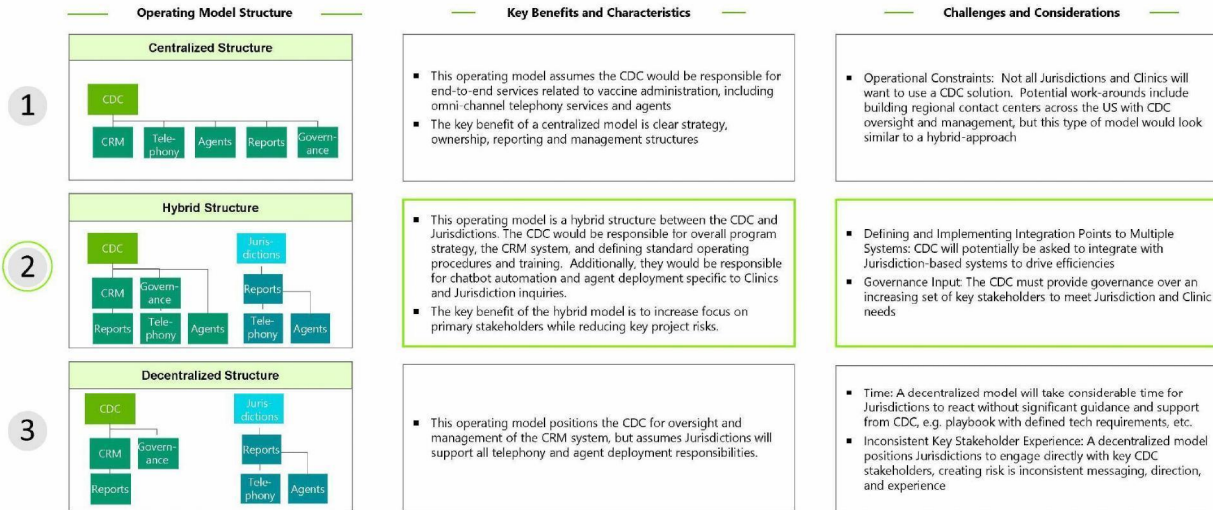 Operating Model Structure
Key Benefits and Characteristics
Challenges and Considerations
1
Centralized Structure
CDC
CRM
Tele-
phony
Agents
Reports
Govern-
ance
▪ This operating model assumes the CDC would be responsible for
end-to-end services related to vaccine administration, including
omni-channel telephony services and agents
▪ The key benefit of a centralized model is clear strategy,
ownership, reporting and management structures
▪ Operational Constraints: Not all Jurisdictions and Clinics will
want to use a CDC solution. Potential work-arounds include
building regional contact centers across the US with CDC
oversight and management, but this type of model would look
similar to a hybrid-approach
2
Hybrid Structure
CDC
CRM
Govern-
ance
Reports
Tele-
phony
Agents
Juris-
dictions
Reports
Tele-
phony
Agents
▪ This operating model is a hybrid structure between the CDC and
Jurisdictions. The CDC would be responsible for overall program
strategy, the CRM system, and defining standard operating
procedures and training. Additionally, they would be responsible
for chatbot automation and agent deployment specific to Clinics
and Jurisdiction inquiries.
▪ The key benefit of the hybrid model is to increase focus on
primary stakeholders while reducing key project risks.
▪ Defining and Implementing Integration Points to Multiple
Systems: CDC will potentially be asked to integrate with
Jurisdiction-based systems to drive efficiencies
▪ Governance Input: The CDC must provide governance over an
increasing set of key stakeholders to meet Jurisdiction and Clinic
needs
3
Decentralized Structure
CDC
CRM
Govern-
ance
Reports
Juris-
dictions
Reports
Tele-
phony
Agents
▪ This operating model positions the CDC for oversight and
management of the CRM system, but assumes Jurisdictions will
support all telephony and agent deployment responsibilities.
▪ Time: A decentralized model will take considerable time for
Jurisdictions to react without significant guidance and support
from CDC, e.g. playbook with defined tech requirements, etc.
▪ Inconsistent Key Stakeholder Experience: A decentralized model
positions Jurisdictions to engage directly with key CDC
stakeholders, creating risk is inconsistent messaging, direction,
and experience